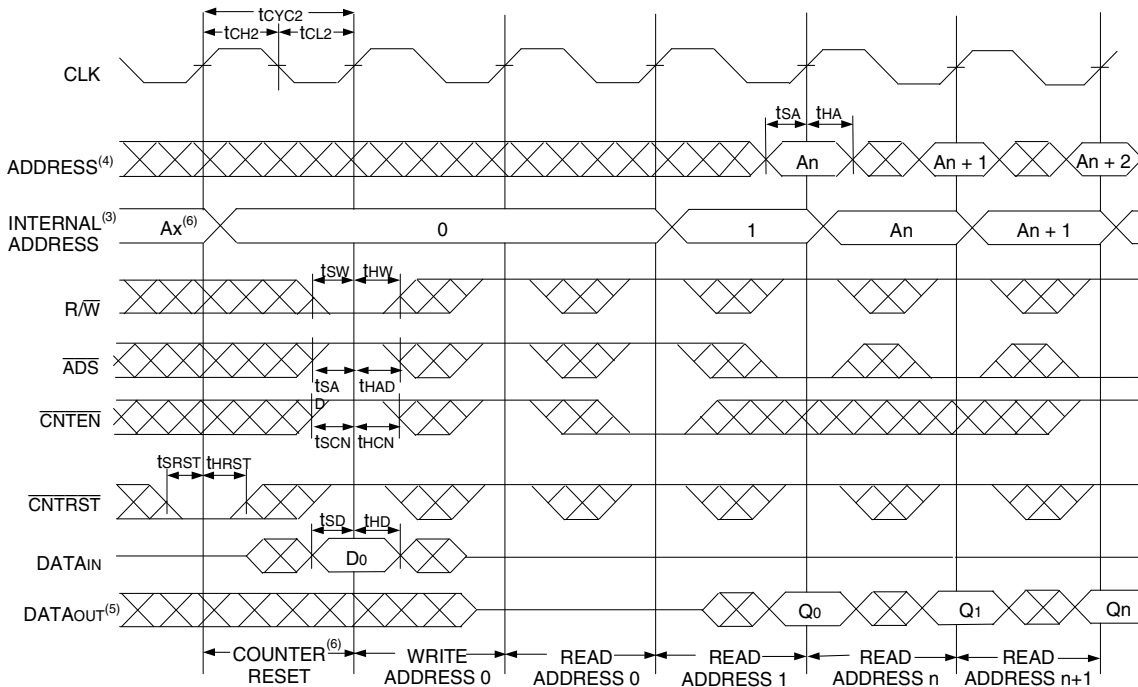 tCYC2
tCH2 tCL2
CLK
tSA tHA
ADDRESS(4) An An + 1 An + 2
INTERNAL(3) ADDRESS Ax(6) 0 1 An An + 1
tSW tHW
R/W
ADS
tSAD tHAD
CNTEN
tSCN tHCN
tSRST tHRST
CNTRST
tSD tHD
DATAIN D0
DATAOUT(5) Q0 Q1 Qn
COUNTER(6) RESET
WRITE ADDRESS 0
READ ADDRESS 0
READ ADDRESS 1
READ ADDRESS n
READ ADDRESS n+1